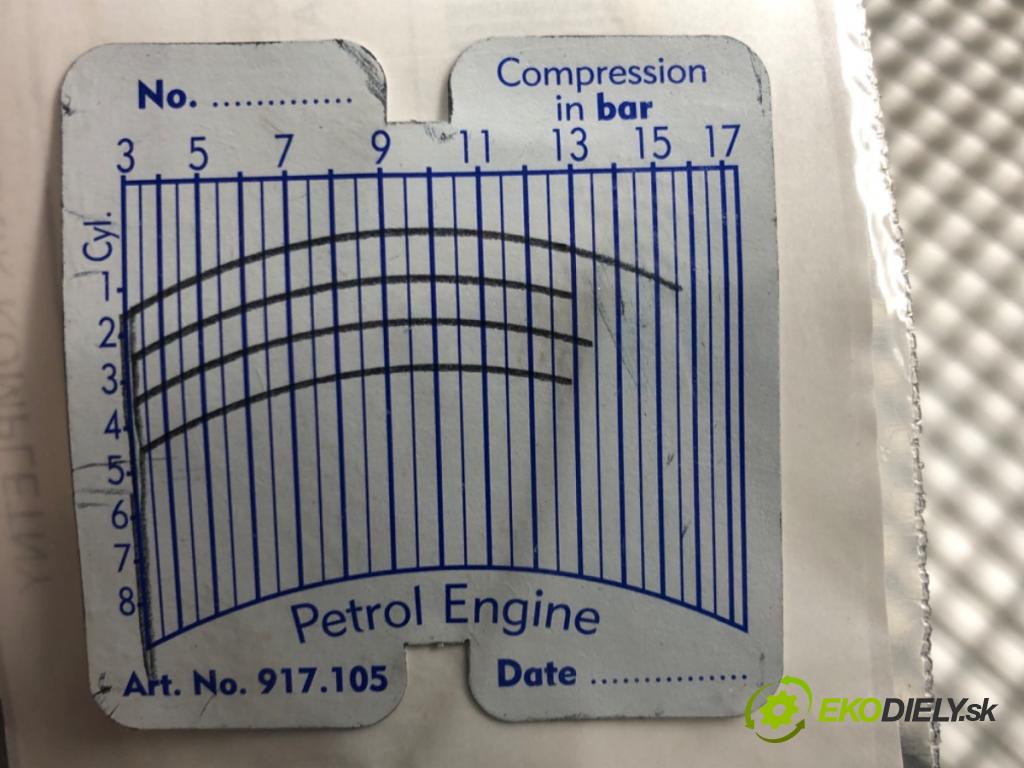 No. .............
Compression
in bar
3 5 7 9 11 13 15 17
Cyl.
1
2
3
4
5
6
7
8
Petrol Engine
Art. No. 917.105
Date ...............
EKODIELY.sk